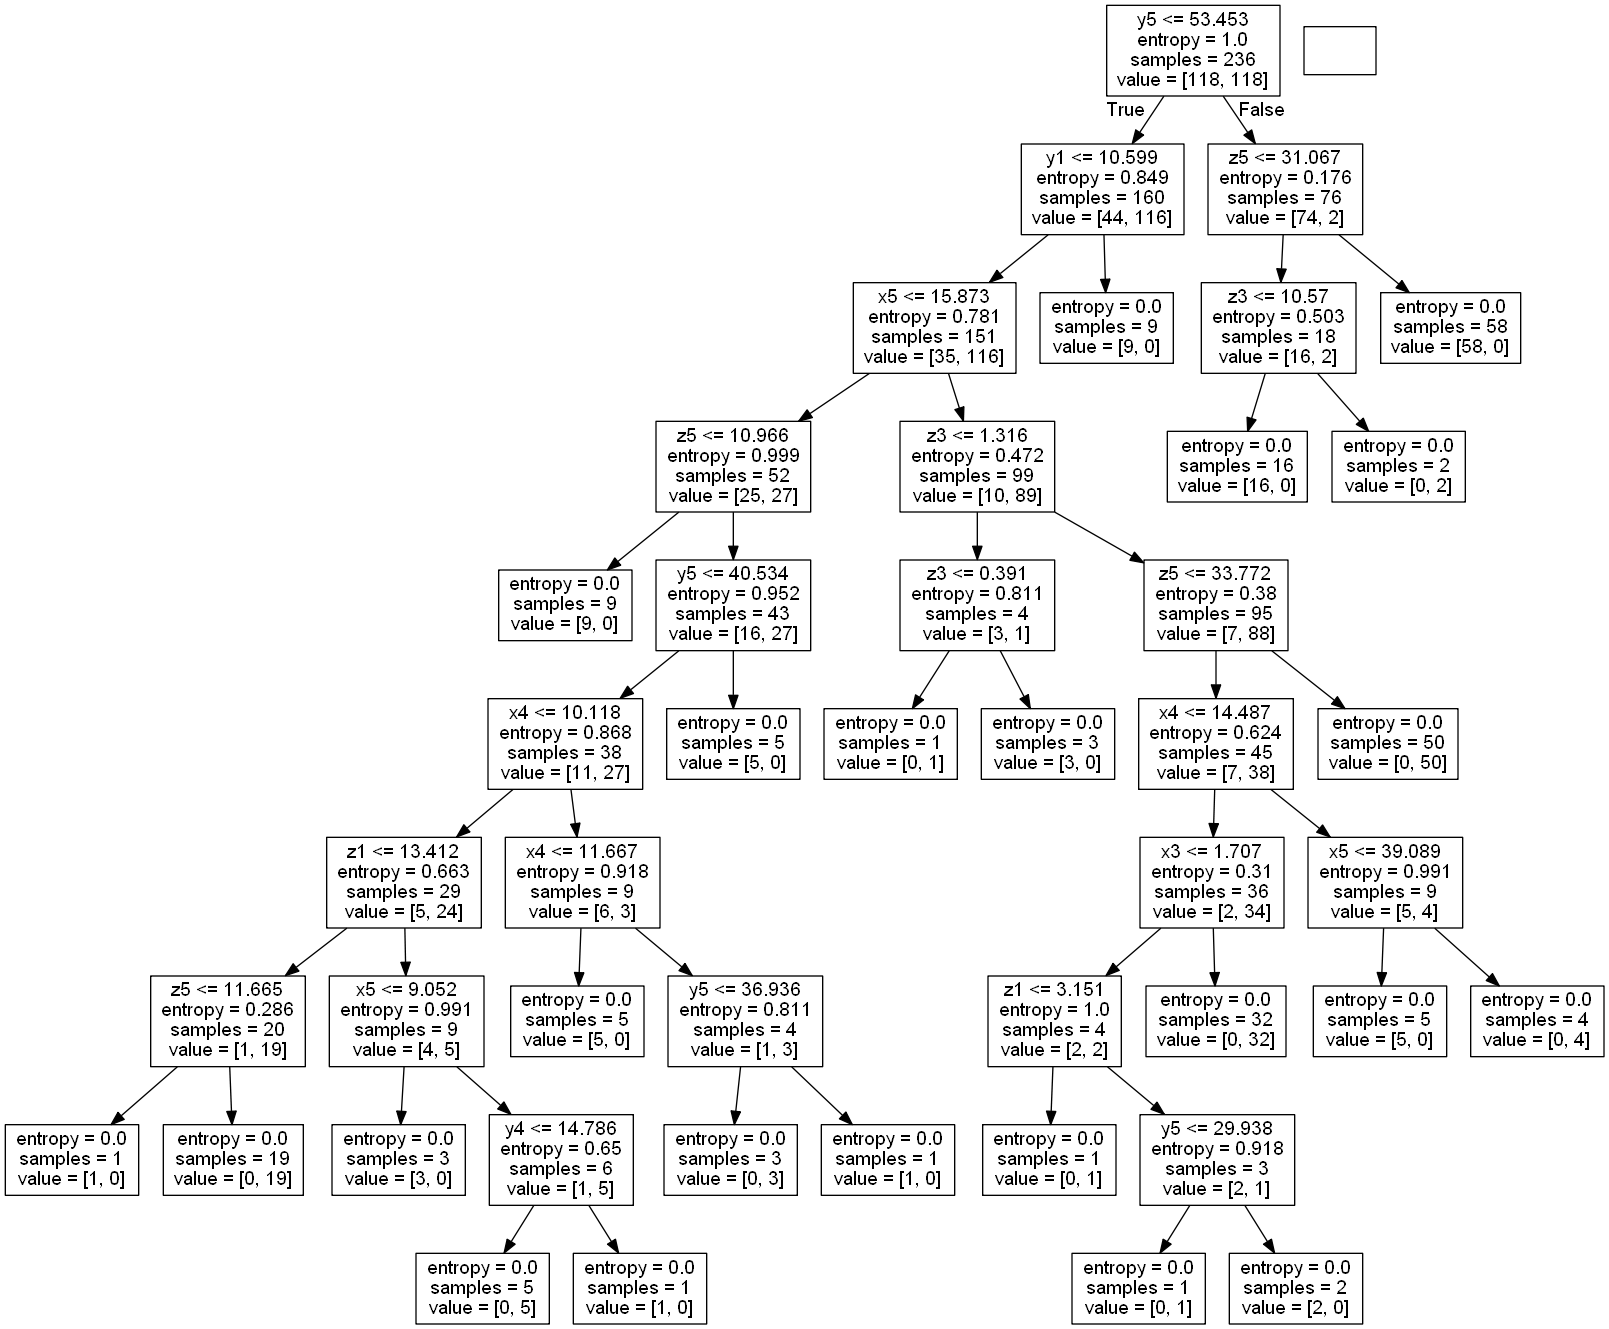 y5 <= 53.453
entropy = 1.0
samples = 236
value = [118, 118]
True
False
y1 <= 10.599
entropy = 0.849
samples = 160
value = [44, 116]
z5 <= 31.067
entropy = 0.176
samples = 76
value = [74, 2]
x5 <= 15.873
entropy = 0.781
samples = 151
value = [35, 116]
entropy = 0.0
samples = 9
value = [9, 0]
z3 <= 10.57
entropy = 0.503
samples = 18
value = [16, 2]
entropy = 0.0
samples = 58
value = [58, 0]
z5 <= 10.966
entropy = 0.999
samples = 52
value = [25, 27]
z3 <= 1.316
entropy = 0.472
samples = 99
value = [10, 89]
entropy = 0.0
samples = 16
value = [16, 0]
entropy = 0.0
samples = 2
value = [0, 2]
entropy = 0.0
samples = 9
value = [9, 0]
y5 <= 40.534
entropy = 0.952
samples = 43
value = [16, 27]
z3 <= 0.391
entropy = 0.811
samples = 4
value = [3, 1]
z5 <= 33.772
entropy = 0.38
samples = 95
value = [7, 88]
x4 <= 10.118
entropy = 0.868
samples = 38
value = [11, 27]
entropy = 0.0
samples = 5
value = [5, 0]
entropy = 0.0
samples = 1
value = [0, 1]
entropy = 0.0
samples = 3
value = [3, 0]
x4 <= 14.487
entropy = 0.624
samples = 45
value = [7, 38]
entropy = 0.0
samples = 50
value = [0, 50]
z1 <= 13.412
entropy = 0.663
samples = 29
value = [5, 24]
x4 <= 11.667
entropy = 0.918
samples = 9
value = [6, 3]
x3 <= 1.707
entropy = 0.31
samples = 36
value = [2, 34]
x5 <= 39.089
entropy = 0.991
samples = 9
value = [5, 4]
z5 <= 11.665
entropy = 0.286
samples = 20
value = [1, 19]
x5 <= 9.052
entropy = 0.991
samples = 9
value = [4, 5]
entropy = 0.0
samples = 5
value = [5, 0]
y5 <= 36.936
entropy = 0.811
samples = 4
value = [1, 3]
z1 <= 3.151
entropy = 1.0
samples = 4
value = [2, 2]
entropy = 0.0
samples = 32
value = [0, 32]
entropy = 0.0
samples = 5
value = [5, 0]
entropy = 0.0
samples = 4
value = [0, 4]
entropy = 0.0
samples = 1
value = [1, 0]
entropy = 0.0
samples = 19
value = [0, 19]
entropy = 0.0
samples = 3
value = [3, 0]
y4 <= 14.786
entropy = 0.65
samples = 6
value = [1, 5]
entropy = 0.0
samples = 3
value = [0, 3]
entropy = 0.0
samples = 1
value = [1, 0]
entropy = 0.0
samples = 1
value = [0, 1]
y5 <= 29.938
entropy = 0.918
samples = 3
value = [2, 1]
entropy = 0.0
samples = 5
value = [0, 5]
entropy = 0.0
samples = 1
value = [1, 0]
entropy = 0.0
samples = 1
value = [0, 1]
entropy = 0.0
samples = 2
value = [2, 0]